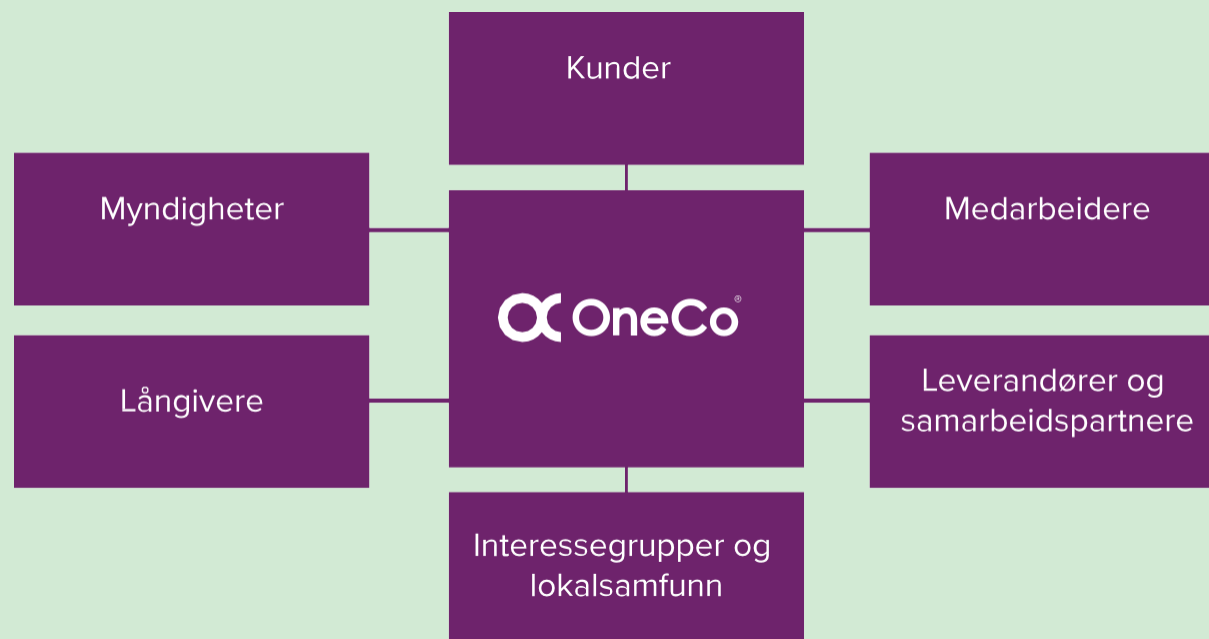 Kunder
Myndigheter
Medarbeidere
OneCo®
Långivere
Leverandører og
samarbeidspartnere
Interessegrupper og
lokalsamfunn